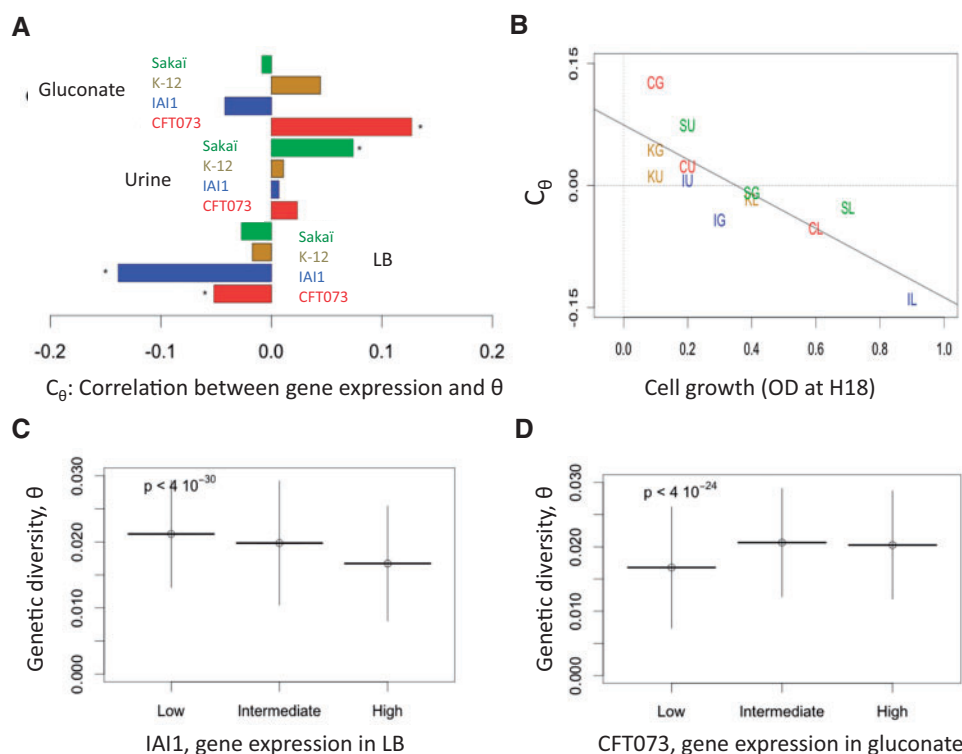 A
Gluconate
Sakaï
K-12
IAI1
CFT073
*
Urine
Sakaï
K-12
IAI1
CFT073
*
LB
Sakaï
K-12
IAI1
CFT073
*
*
-0.2 -0.1 0.0 0.1 0.2
Cθ: Correlation between gene expression and θ
B
Cθ
0.15
0.00
-0.15
CG
SU
KG
CU
KU
IU
SG
KL
IG
SL
CL
IL
0.0 0.2 0.4 0.6 0.8 1.0
Cell growth (OD at H18)
C
Genetic diversity, θ
0.030
0.020
0.010
0.000
p < 4 10⁻³⁰
Low Intermediate High
IAI1, gene expression in LB
D
Genetic diversity, θ
0.030
0.020
0.010
0.000
p < 4 10⁻²⁴
Low Intermediate High
CFT073, gene expression in gluconate